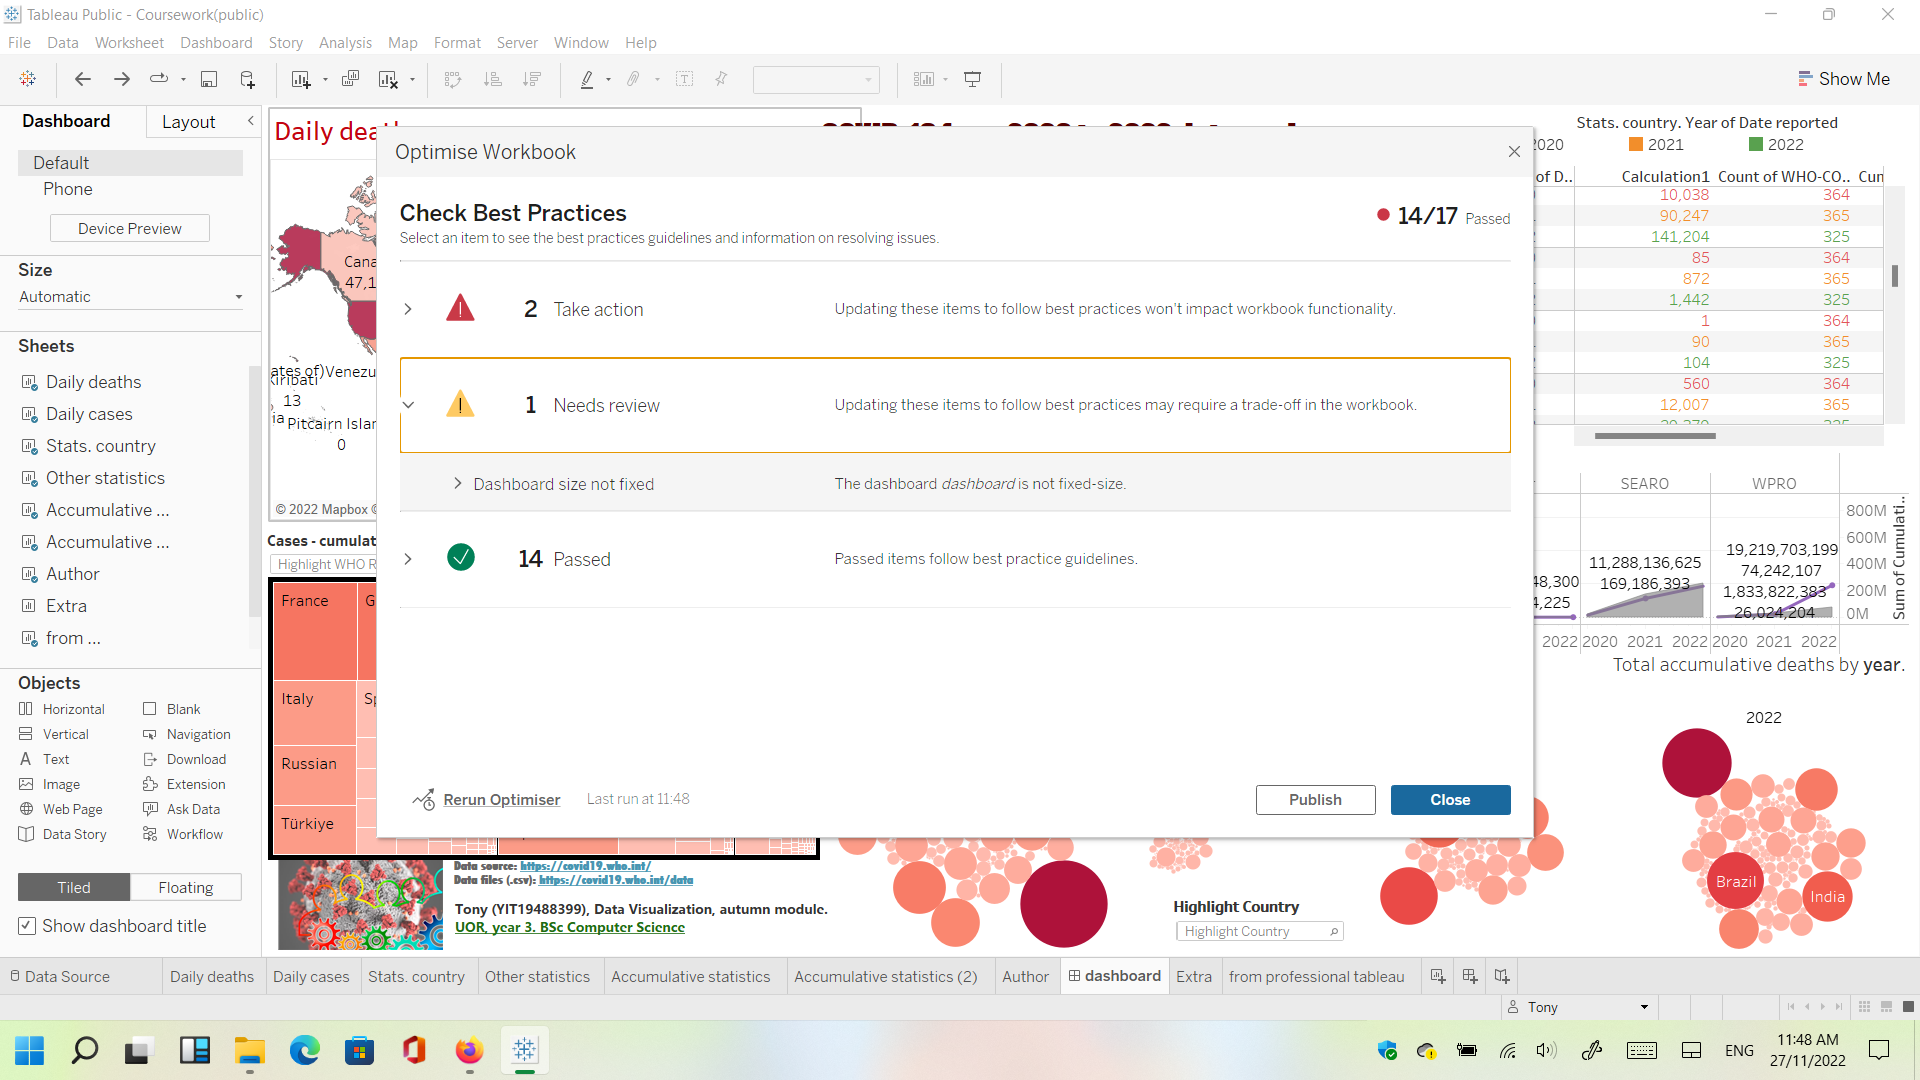 Tableau Public - Coursework(public)
File Data Worksheet Dashboard Story Analysis Map Format Server Window Help
Show Me
Dashboard Layout
Default
Phone
Device Preview
Size
Automatic
Sheets
Daily deaths
Daily cases
Stats. country
Other statistics
Accumulative ...
Accumulative ...
Author
Extra
from ...
Objects
Horizontal Blank
Vertical Navigation
Text Download
Image Extension
Web Page Ask Data
Data Story Workflow
Tiled Floating
Show dashboard title
Daily
Cana
47,1
ates of) Venezu
Kiribati
13
Pitcairn Islan
0
© 2022 Mapbox ©
Cases - cumulat
Highlight WHO R
France G
Italy Sp
Russian
Türkiye
Optimise Workbook
Check Best Practices
14/17 Passed
Select an item to see the best practices guidelines and information on resolving issues.
2 Take action Updating these items to follow best practices won't impact workbook functionality.
1 Needs review Updating these items to follow best practices may require a trade-off in the workbook.
Dashboard size not fixed The dashboard dashboard is not fixed-size.
14 Passed Passed items follow best practice guidelines.
Rerun Optimiser Last run at 11:48
Publish Close
Stats. country. Year of Date reported
2020 2021 2022
of D.. Calculation1 Count of WHO-CO.. Cun
10,038 364
90,247 365
141,204 325
85 364
872 365
1,442 325
1 364
90 365
104 325
560 364
12,007 365
SEARO WPRO
11,288,136,625
169,186,393
19,219,703,199
74,242,107
1,833,822,383
26,024,204
48,300
4,225
800M
600M
400M
200M
0M
Sum of Cumulati...
2022 2020 2021 2022 2020 2021 2022
Total accumulative deaths by year.
2022
Brazil
India
Highlight Country
Highlight Country
Data source: https://covid19.who.int/
Data files (.csv): https://covid19.who.int/data
Tony (YIT19488399), Data Visualization, autumn module.
UOR, year 3. BSc Computer Science
Data Source Daily deaths Daily cases Stats. country Other statistics Accumulative statistics Accumulative statistics (2) Author dashboard Extra from professional tableau
Tony
ENG
11:48 AM
27/11/2022